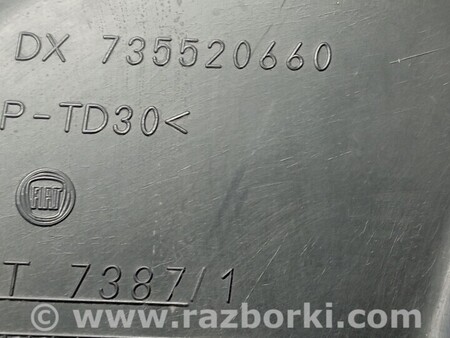 DX 735520660
P-TD30<
FIAT
T 7387/1
www.razborki.com